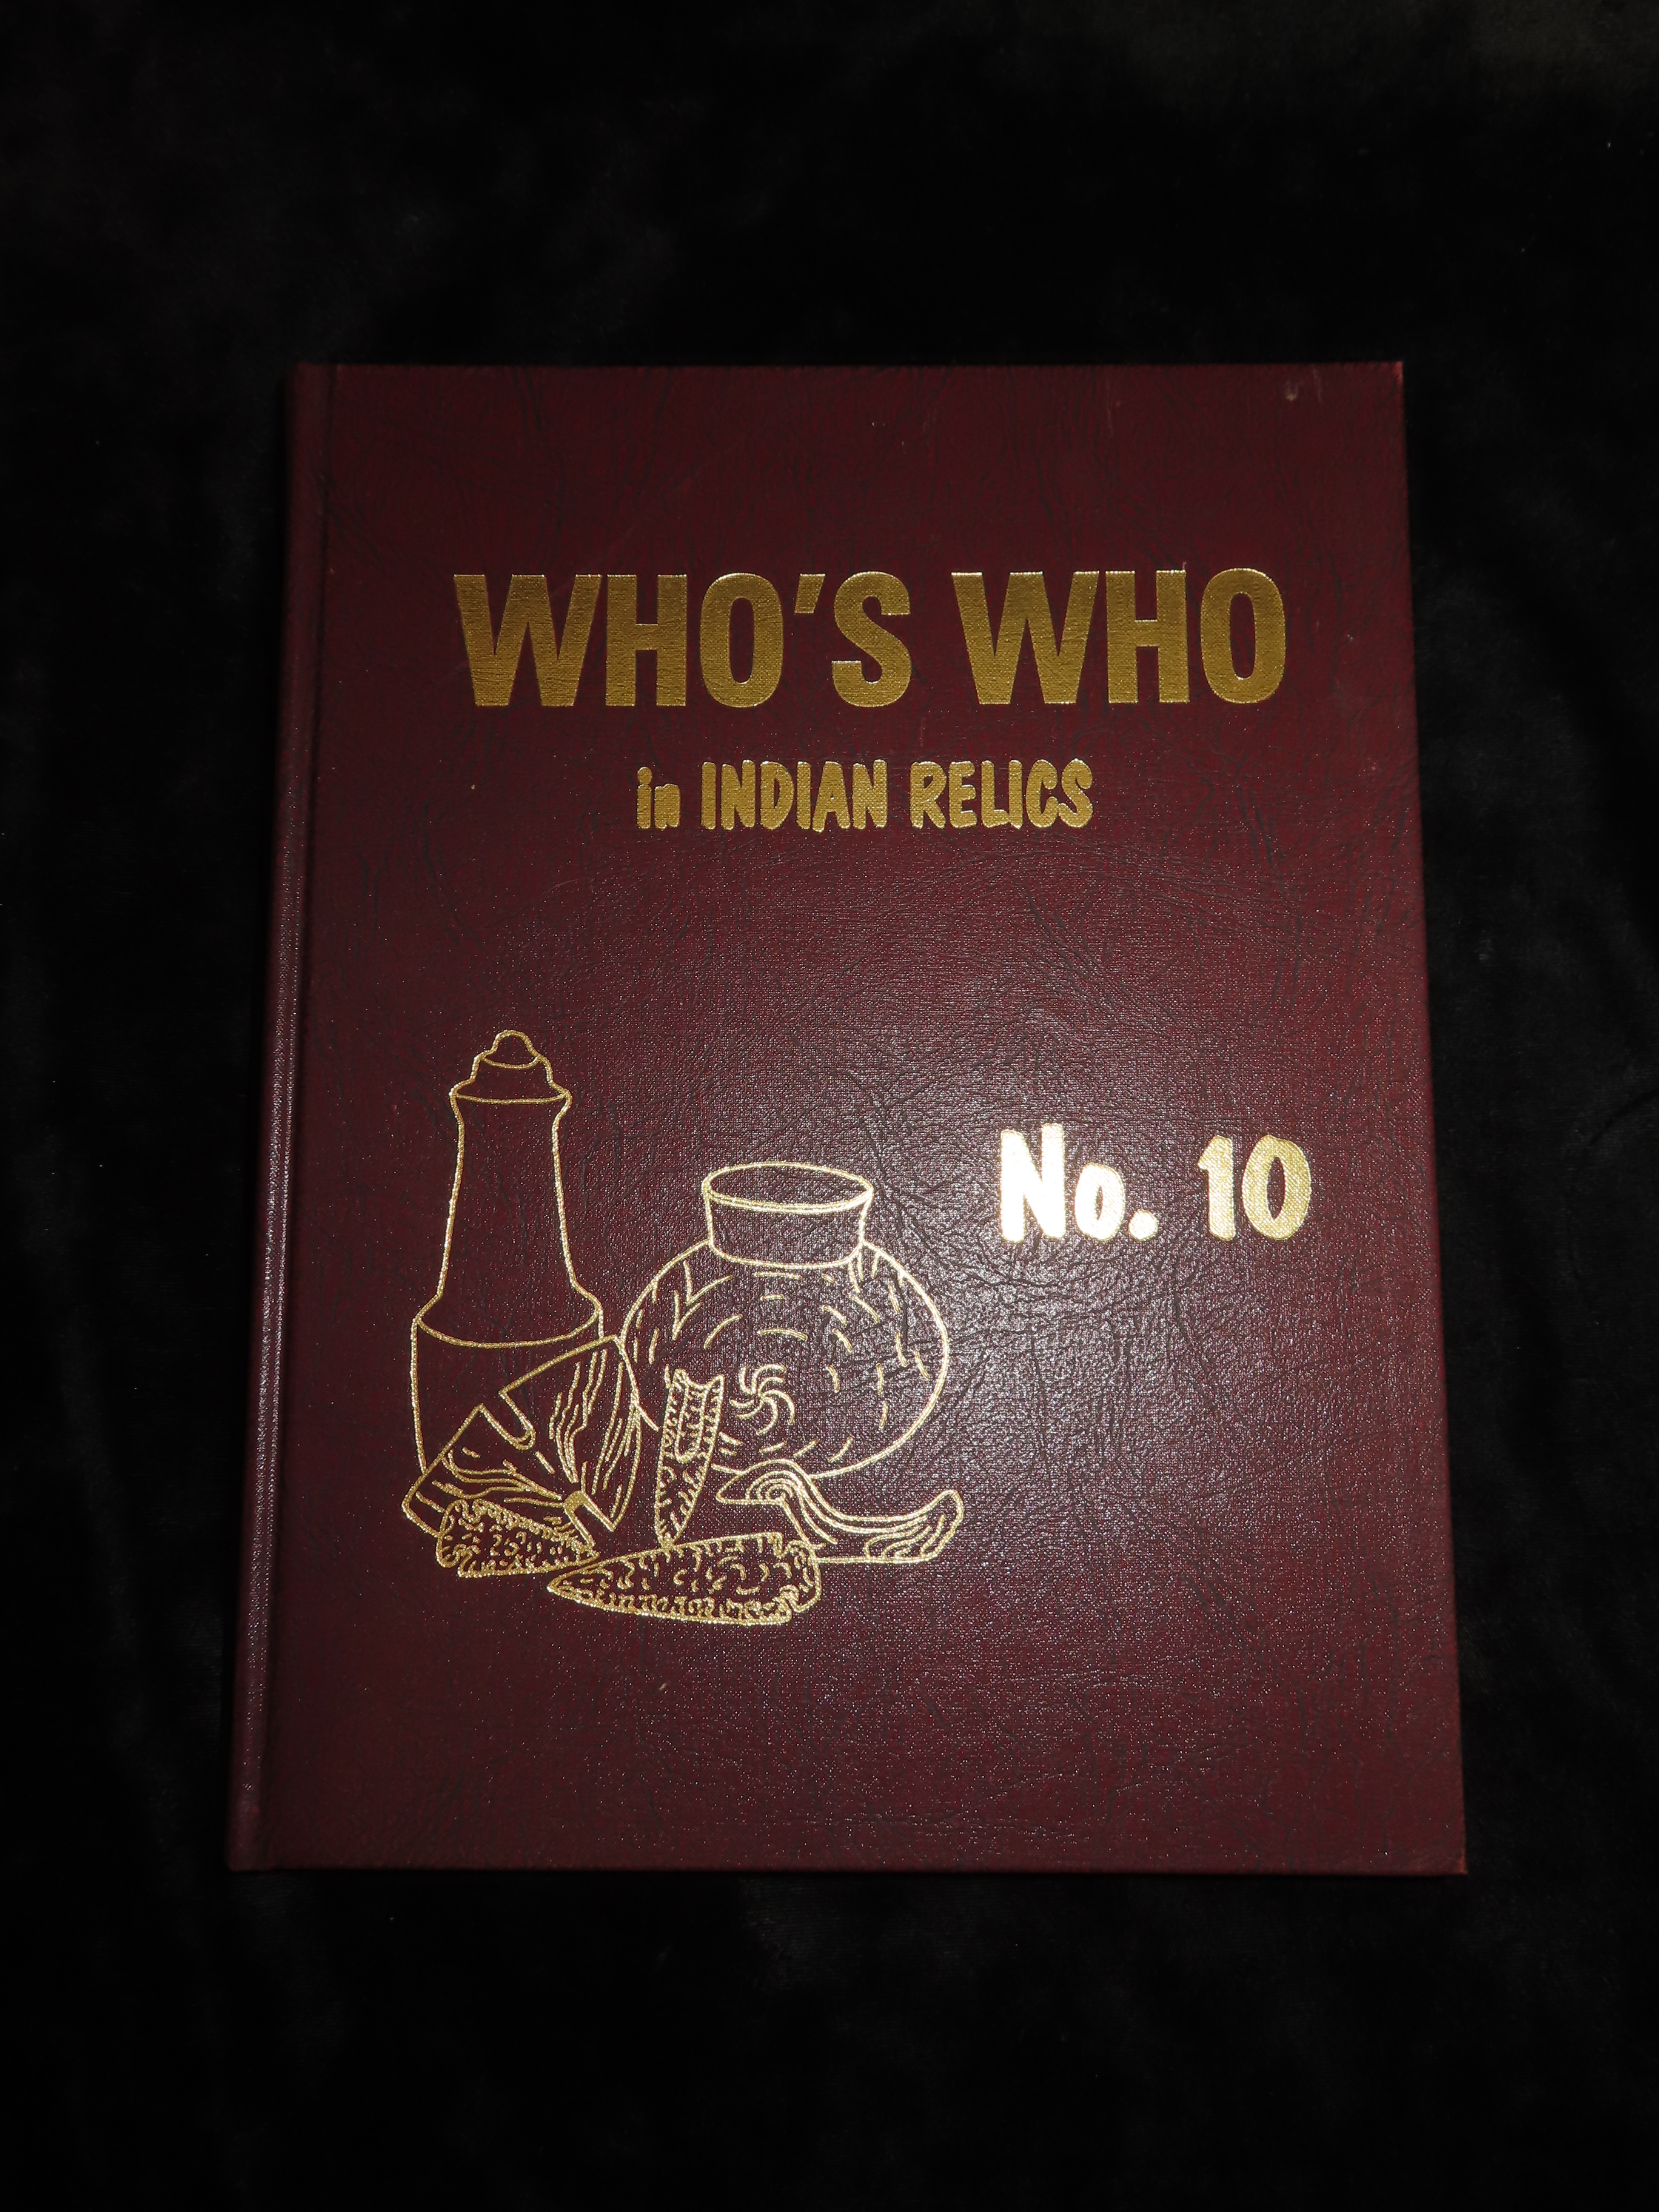 WHO'S WHO
in INDIAN RELICS
No. 10